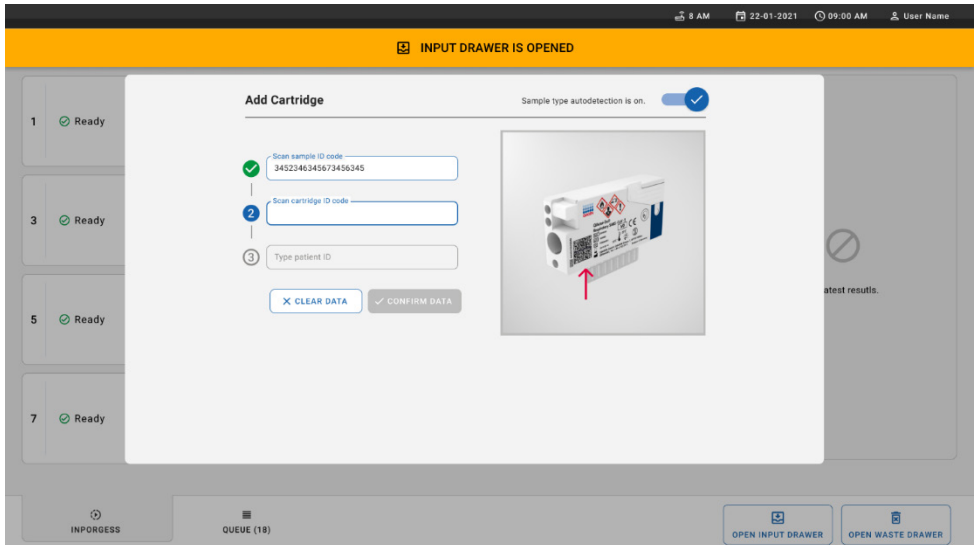 8 AM 22-01-2021 09:00 AM User Name
INPUT DRAWER IS OPENED
Add Cartridge
Sample type autodetection is on.
1 Ready
Scan sample ID code
3452346345673456345
Scan cartridge ID code
2
3 Ready
3 Type patient ID
CLEAR DATA CONFIRM DATA
atest resutls.
5 Ready
7 Ready
INPORGESS
QUEUE (18)
OPEN INPUT DRAWER
OPEN WASTE DRAWER